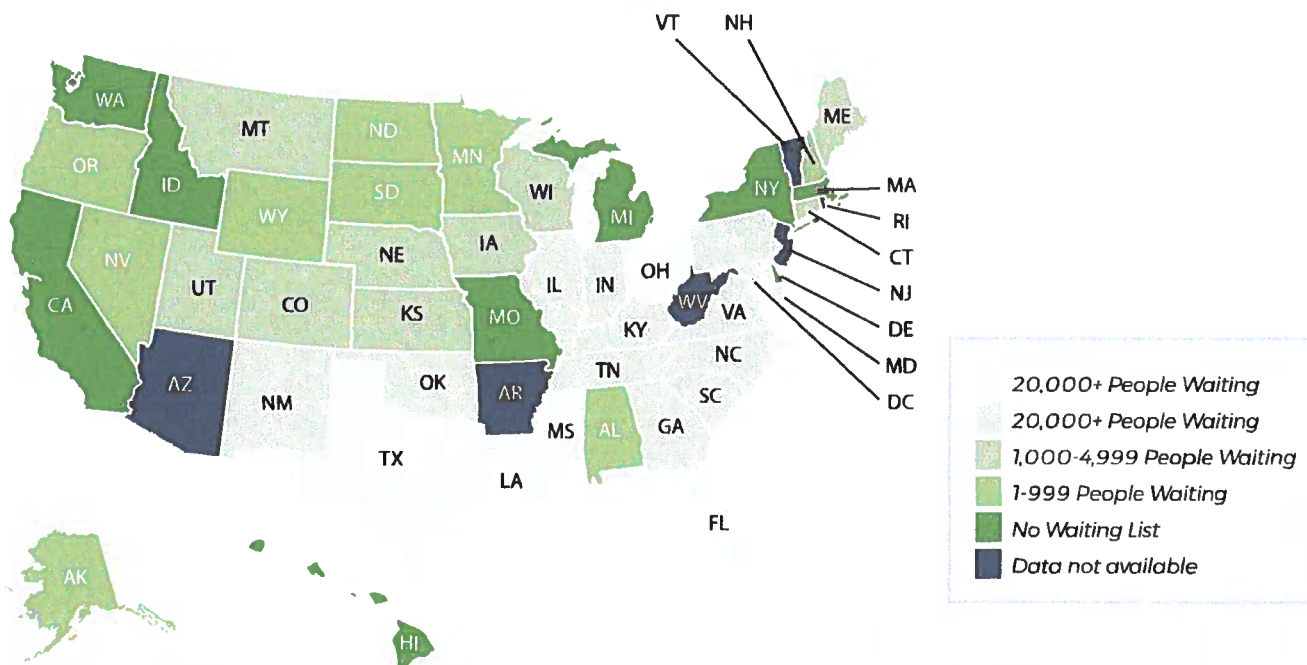 VT NH
WA
MT
ND
ME
OR
MN
ID
SD
WI
MI
NY
MA
WY
RI
NV
NE
IA
CT
UT
CO
IL
IN
OH
NJ
CA
KS
MO
KY
WV
VA
DE
MD
AZ
NM
OK
AR
TN
NC
SC
DC
MS
AL
GA
TX
LA
FL
AK
HI
20,000+ People Waiting
20,000+ People Waiting
1,000-4,999 People Waiting
1-999 People Waiting
No Waiting List
Data not available